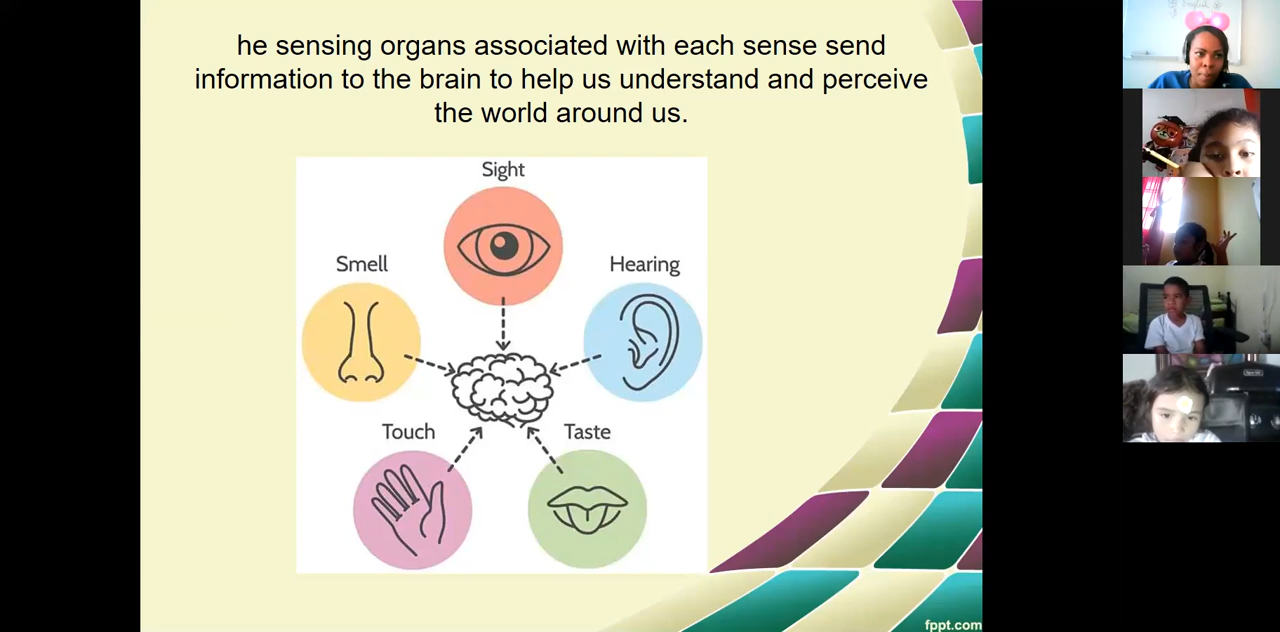 he sensing organs associated with each sense send
information to the brain to help us understand and perceive
the world around us.
Sight
Smell
Hearing
Touch
Taste
fppt.com